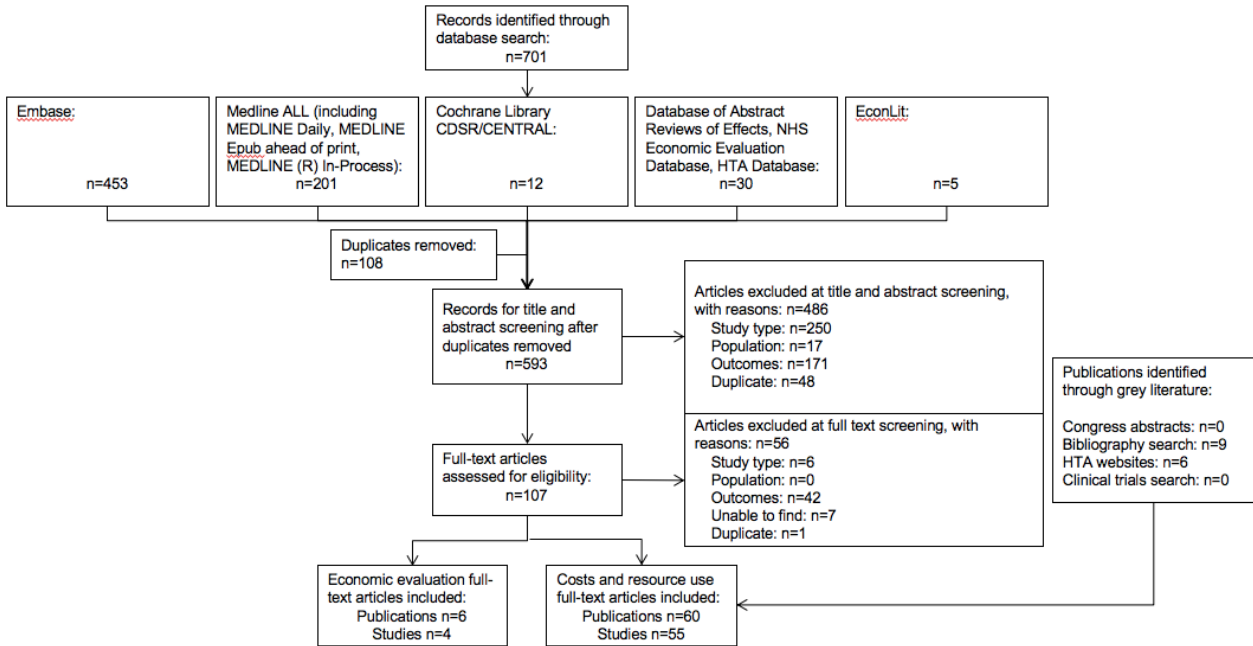 Records identified through
database search:
n=701
Embase:
n=453
Medline ALL (including
MEDLINE Daily, MEDLINE
Epub ahead of print,
MEDLINE (R) In-Process):
n=201
Cochrane Library
CDSR/CENTRAL:
n=12
Database of Abstract
Reviews of Effects, NHS
Economic Evaluation
Database, HTA Database:
n=30
EconLit:
n=5
Duplicates removed:
n=108
Records for title and
abstract screening after
duplicates removed
n=593
Articles excluded at title and abstract screening,
with reasons: n=486
Study type: n=250
Population: n=17
Outcomes: n=171
Duplicate: n=48
Publications identified
through grey literature:
Congress abstracts: n=0
Bibliography search: n=9
HTA websites: n=6
Clinical trials search: n=0
Full-text articles
assessed for eligibility:
n=107
Articles excluded at full text screening, with
reasons: n=56
Study type: n=6
Population: n=0
Outcomes: n=42
Unable to find: n=7
Duplicate: n=1
Economic evaluation full-
text articles included:
Publications n=6
Studies n=4
Costs and resource use
full-text articles included:
Publications n=60
Studies n=55